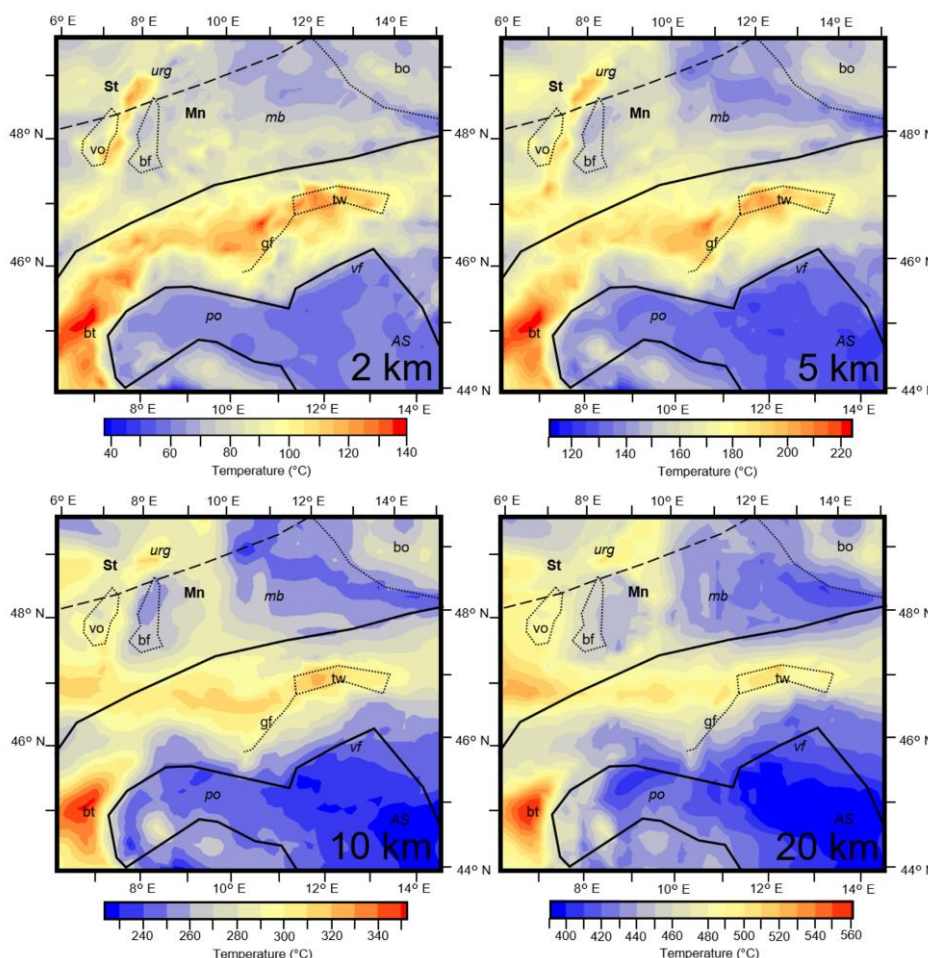 6° E 8° E 10° E 12° E 14° E 6° E 8° E 10° E 12° E 14° E
urg bo urg bo
St St
Mn mb Mn mb
48° N 48° N
vo bf vo bf
tw tw
gf gf
46° N vf 46° N vf
bt po bt po
AS AS
2 km 5 km
44° N 44° N
8° E 10° E 12° E 14° E 8° E 10° E 12° E 14° E
40 60 80 100 120 140 120 140 160 180 200 220
Temperature (°C) Temperature (°C)
6° E 8° E 10° E 12° E 14° E 6° E 8° E 10° E 12° E 14° E
urg bo urg bo
St St
Mn mb Mn mb
48° N 48° N
vo bf vo bf
tw tw
gf gf
46° N vf 46° N vf
bt po bt po
AS AS
10 km 20 km
44° N 44° N
8° E 10° E 12° E 14° E 8° E 10° E 12° E 14° E
240 260 280 300 320 340 400 420 440 460 480 500 520 540 560
Temperature (°C) Temperature (°C)